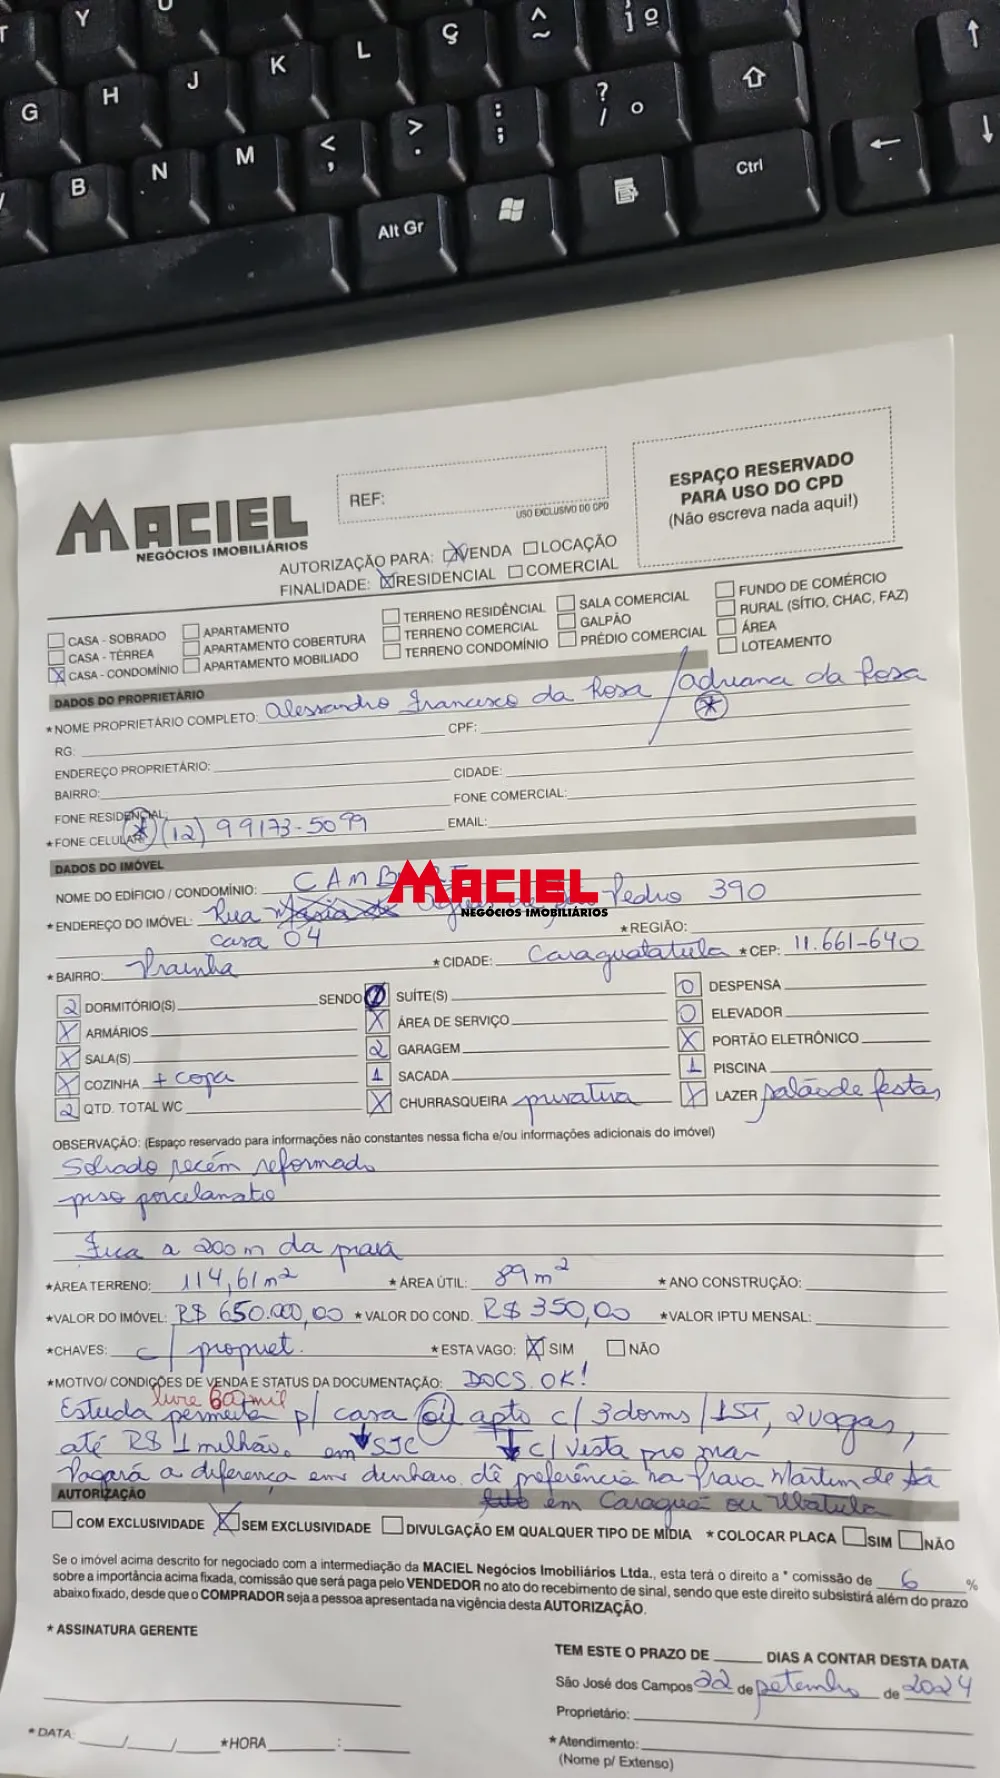 T Y U Ç ^ ~ ] º
G H J K L ? / °
V B N M < , > . : ; Ctrl
Alt Gr
MACIEL
NEGÓCIOS IMOBILIÁRIOS
REF:
USO EXCLUSIVO DO CPD
ESPAÇO RESERVADO
PARA USO DO CPD
(Não escreva nada aqui!)
AUTORIZAÇÃO PARA: X VENDA LOCAÇÃO
FINALIDADE: X RESIDENCIAL COMERCIAL
CASA - SOBRADO APARTAMENTO TERRENO RESIDÊNCIAL SALA COMERCIAL FUNDO DE COMÉRCIO
CASA - TÉRREA APARTAMENTO COBERTURA TERRENO COMERCIAL GALPÃO RURAL (SÍTIO, CHAC, FAZ)
X CASA - CONDOMÍNIO APARTAMENTO MOBILIADO TERRENO CONDOMÍNIO PRÉDIO COMERCIAL ÁREA
LOTEAMENTO
DADOS DO PROPRIETÁRIO
*NOME PROPRIETÁRIO COMPLETO: Alessandro Francisco da Rosa / Adriana da Rosa
RG: CPF: *
ENDEREÇO PROPRIETÁRIO:
BAIRRO: CIDADE:
FONE RESIDENCIAL: FONE COMERCIAL:
*FONE CELULAR: * (12) 99173-5099 EMAIL:
DADOS DO IMÓVEL
NOME DO EDIFICIO / CONDOMÍNIO: CAMB
MACIEL
NEGÓCIOS IMOBILIÁRIOS
*ENDEREÇO DO IMÓVEL: Rua Pedro 390
casa 04 *REGIÃO:
*BAIRRO: Prainha *CIDADE: Caraguatatuba *CEP: 11.661-640
2 DORMITÓRIO(S) SENDO SUÍTE(S) 0 DESPENSA
X ARMÁRIOS X ÁREA DE SERVIÇO 0 ELEVADOR
X SALA(S) 2 GARAGEM X PORTÃO ELETRÔNICO
X COZINHA + copa 1 SACADA 1 PISCINA
2 QTD. TOTAL WC X CHURRASQUEIRA privativa X LAZER salão de festas
OBSERVAÇÃO: (Espaço reservado para informações não constantes nessa ficha e/ou informações adicionais do imóvel)
Sobrado recém reformado
piso porcelanato
Fica a 200m da praia
*ÁREA TERRENO: 114,61m² *ÁREA ÚTIL: 89m² *ANO CONSTRUÇÃO:
*VALOR DO IMÓVEL: R$ 650.000,00 *VALOR DO COND. R$ 350,00 *VALOR IPTU MENSAL:
*CHAVES: c/ propriet. *ESTA VAGO: X SIM NÃO
*MOTIVO/ CONDIÇÕES DE VENDA E STATUS DA DOCUMENTAÇÃO: DOCS. OK!
livre 600 mil
Estuda permuta p/ casa ou apto c/ 3 dorms/1ST, 2 vagas,
até R$ 1 milhão. em SJC c/ vista pro mar
Pagará a diferença em dinheiro. dê preferência na Praia Martim de Sá
AUTORIZAÇÃO em Caraguá ou Ubatuba
COM EXCLUSIVIDADE X SEM EXCLUSIVIDADE DIVULGAÇÃO EM QUALQUER TIPO DE MÍDIA *COLOCAR PLACA SIM NÃO
Se o imóvel acima descrito for negociado com a intermediação da MACIEL Negócios Imobiliários Ltda., esta terá o direito a * comissão de 6 %
sobre a importância acima fixada, comissão que será paga pelo VENDEDOR no ato do recebimento de sinal, sendo que este direito subsistirá além do prazo
abaixo fixado, desde que o COMPRADOR seja a pessoa apresentada na vigência desta AUTORIZAÇÃO.
* ASSINATURA GERENTE
TEM ESTE O PRAZO DE DIAS A CONTAR DESTA DATA
São José dos Campos 22 de setembro de 2024
Proprietário:
*DATA: / / *HORA : *Atendimento:
(Nome p/ Extenso)